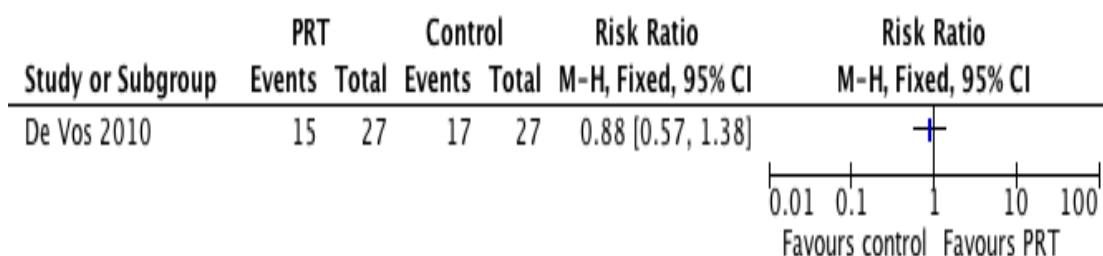 PRT Control Risk Ratio Risk Ratio
Study or Subgroup Events Total Events Total M-H, Fixed, 95% CI M-H, Fixed, 95% CI
De Vos 2010 15 27 17 27 0.88 [0.57, 1.38]
0.01 0.1 1 10 100
Favours control Favours PRT